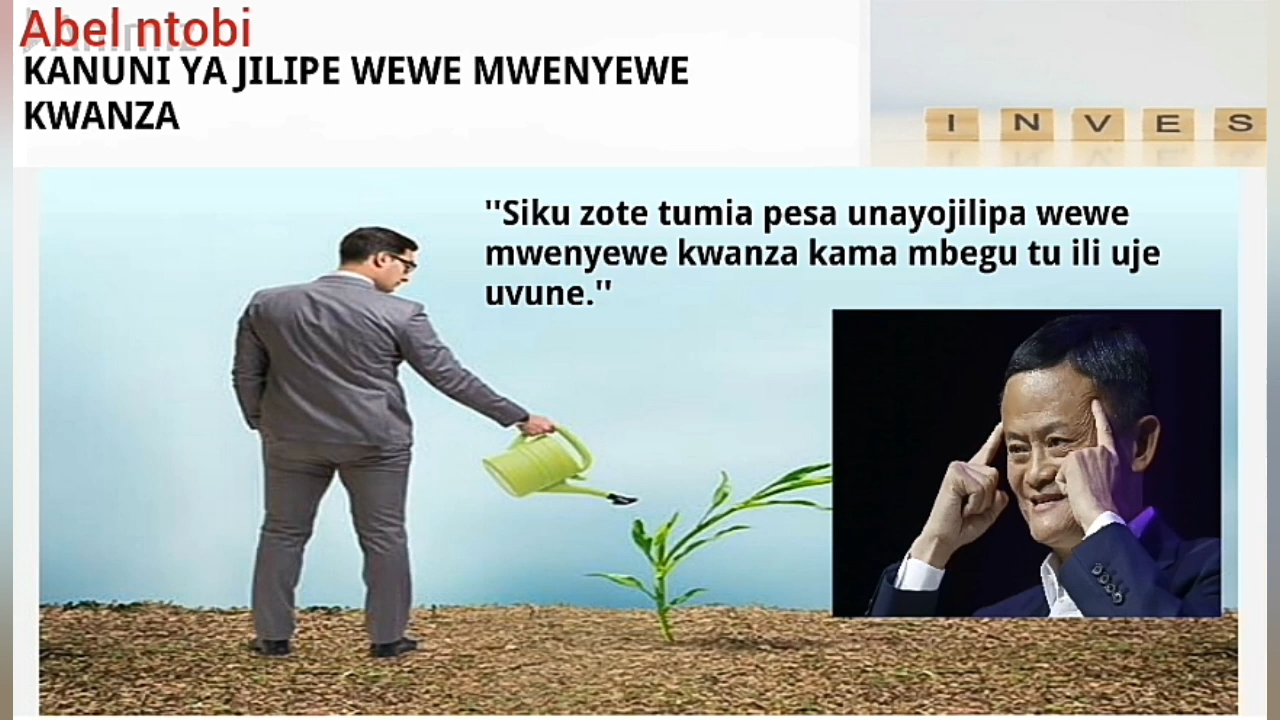 Abel ntobi
KANUNI YA JILIPE WEWE MWENYEWE
KWANZA
I N V E S
''Siku zote tumia pesa unayojilipa wewe
mwenyewe kwanza kama mbegu tu ili uje
uvune.''